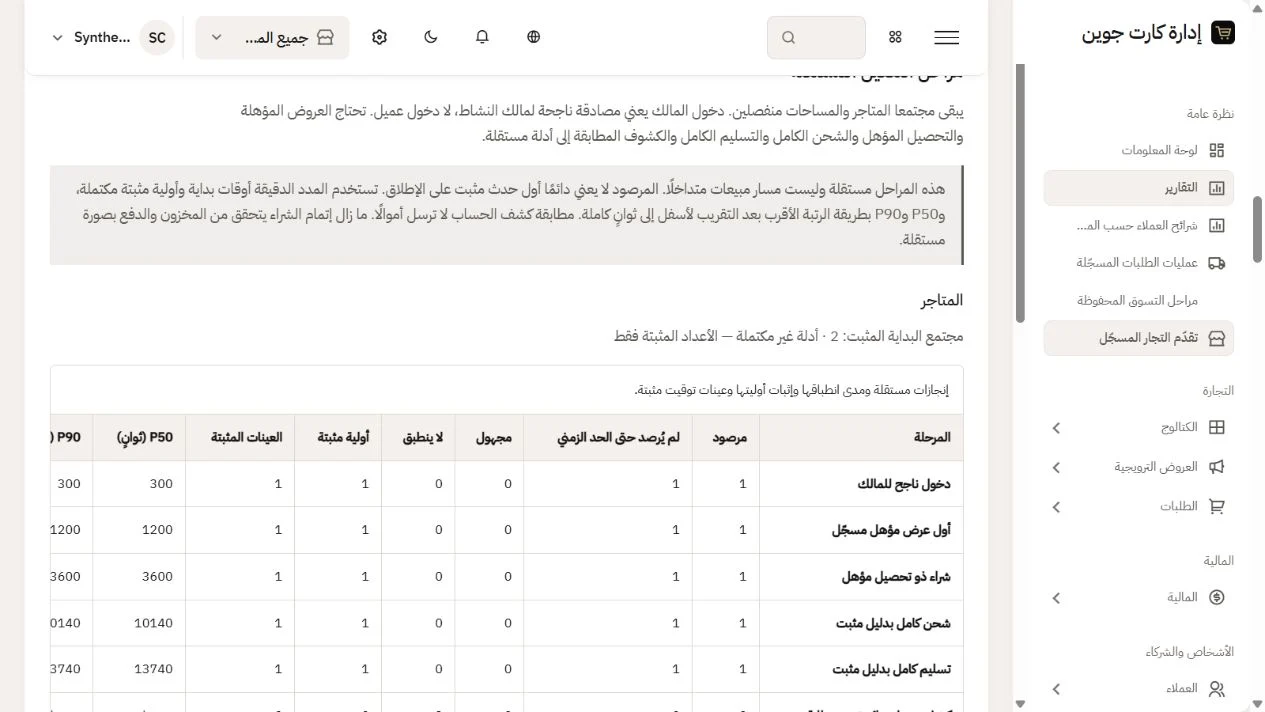 إدارة كارت جوين
نظرة عامة
لوحة المعلومات
التقارير
شرائح العملاء حسب الم...
عمليات الطلبات المسجّلة
مراحل التسوق المحفوظة
تقدّم التجار المسجّل
التجارة
الكتالوج
العروض الترويجية
الطلبات
المالية
المالية
الأشخاص والشركاء
العملاء
جميع الم...
SC
Synthe...
يبقى مجتمعا المتاجر والمساحات منفصلين. دخول المالك يعني مصادقة ناجحة لمالك النشاط، لا دخول عميل. تحتاج العروض المؤهلة
والتحصيل المؤهل والشحن الكامل والتسليم الكامل والكشوف المطابقة إلى أدلة مستقلة.
هذه المراحل مستقلة وليست مسار مبيعات متداخلًا. المرصود لا يعني دائمًا أول حدث مثبت على الإطلاق. تستخدم المدد الدقيقة أوقات بداية وأولية مثبتة مكتملة،
وP50 وP90 بطريقة الرتبة الأقرب بعد التقريب لأسفل إلى ثوانٍ كاملة. مطابقة كشف الحساب لا ترسل أموالًا. ما زال إتمام الشراء يتحقق من المخزون والدفع بصورة
مستقلة.
المتاجر
مجتمع البداية المثبت: 2 · أدلة غير مكتملة — الأعداد المثبتة فقط
إنجازات مستقلة ومدى انطباقها وإثبات أوليتها وعينات توقيت مثبتة.
المرحلة مرصود لم يُرصد حتى الحد الزمني مجهول لا ينطبق أولية مثبتة العينات المثبتة P50 (ثوانٍ) P90 (
دخول ناجح للمالك 1 1 0 0 1 1 300 300
أول عرض مؤهل مسجّل 1 1 0 0 1 1 1200 1200
شراء ذو تحصيل مؤهل 1 1 0 0 1 1 3600 3600
شحن كامل بدليل مثبت 1 1 0 0 1 1 10140 0140
تسليم كامل بدليل مثبت 1 1 0 0 1 1 13740 3740